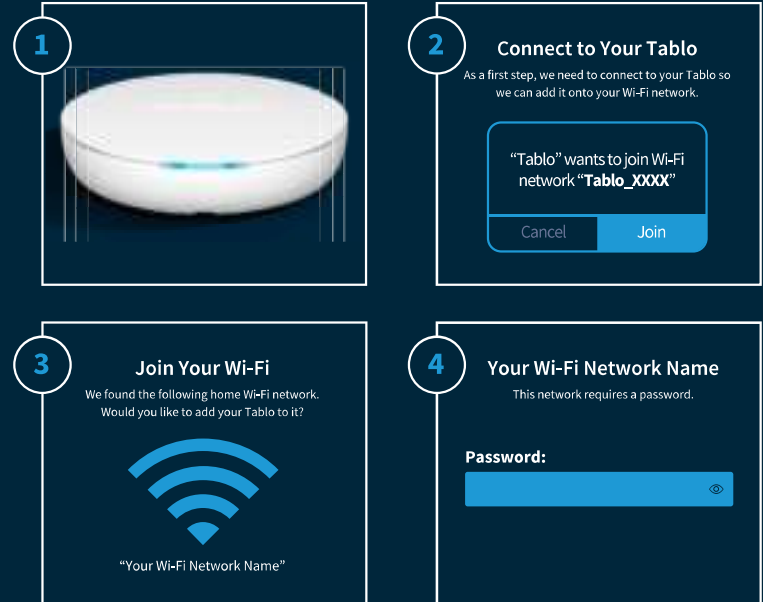 1
2
Connect to Your Tablo
As a first step, we need to connect to your Tablo so
we can add it onto your Wi-Fi network.
“Tablo” wants to join Wi-Fi
network “Tablo_XXXX”
Cancel
Join
3
Join Your Wi-Fi
We found the following home Wi-Fi network.
Would you like to add your Tablo to it?
“Your Wi-Fi Network Name”
4
Your Wi-Fi Network Name
This network requires a password.
Password: